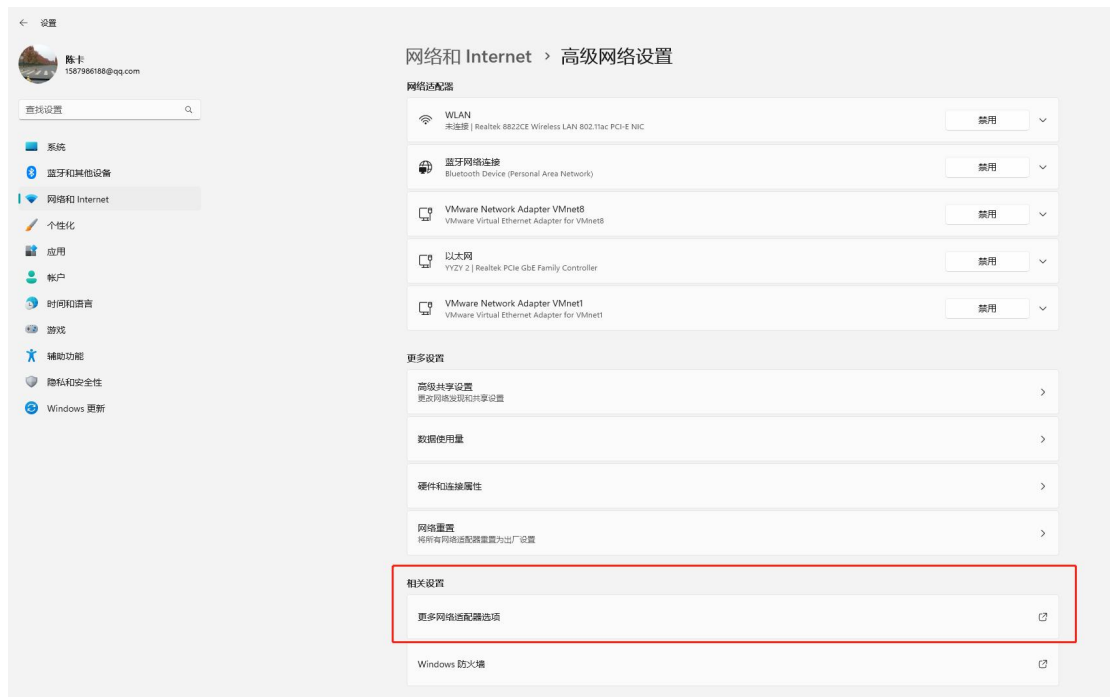 设置
陈卡
1587986188@qq.com
查找设置
系统
蓝牙和其他设备
网络和 Internet
个性化
应用
帐户
时间和语言
游戏
辅助功能
隐私和安全性
Windows 更新
网络和 Internet › 高级网络设置
网络适配器
WLAN
未连接 | Realtek 8822CE Wireless LAN 802.11ac PCI-E NIC
禁用
蓝牙网络连接
Bluetooth Device (Personal Area Network)
禁用
VMware Network Adapter VMnet8
VMware Virtual Ethernet Adapter for VMnet8
禁用
以太网
YYZY 2 | Realtek PCIe GbE Family Controller
禁用
VMware Network Adapter VMnet1
VMware Virtual Ethernet Adapter for VMnet1
禁用
更多设置
高级共享设置
更改网络发现和共享设置
数据使用量
硬件和连接属性
网络重置
将所有网络适配器重置为出厂设置
相关设置
更多网络适配器选项
Windows 防火墙